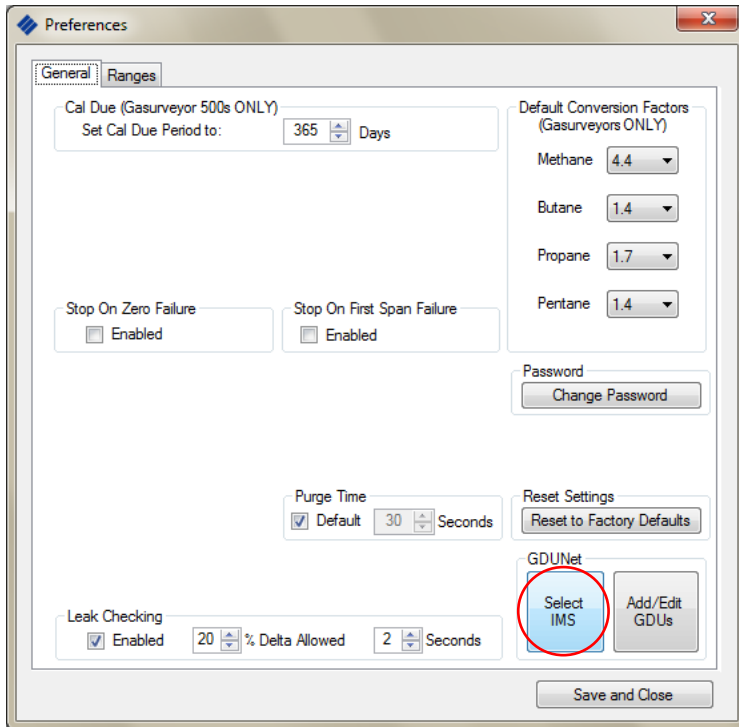 Preferences
General
Ranges
Cal Due (Gasurveyor 500s ONLY)
Set Cal Due Period to: 365 Days
Default Conversion Factors
(Gasurveyors ONLY)
Methane 4.4
Butane 1.4
Propane 1.7
Pentane 1.4
Stop On Zero Failure
Enabled
Stop On First Span Failure
Enabled
Password
Change Password
Purge Time
Default 30 Seconds
Reset Settings
Reset to Factory Defaults
GDUNet
Select
IMS
Add/Edit
GDUs
Leak Checking
Enabled 20 % Delta Allowed 2 Seconds
Save and Close